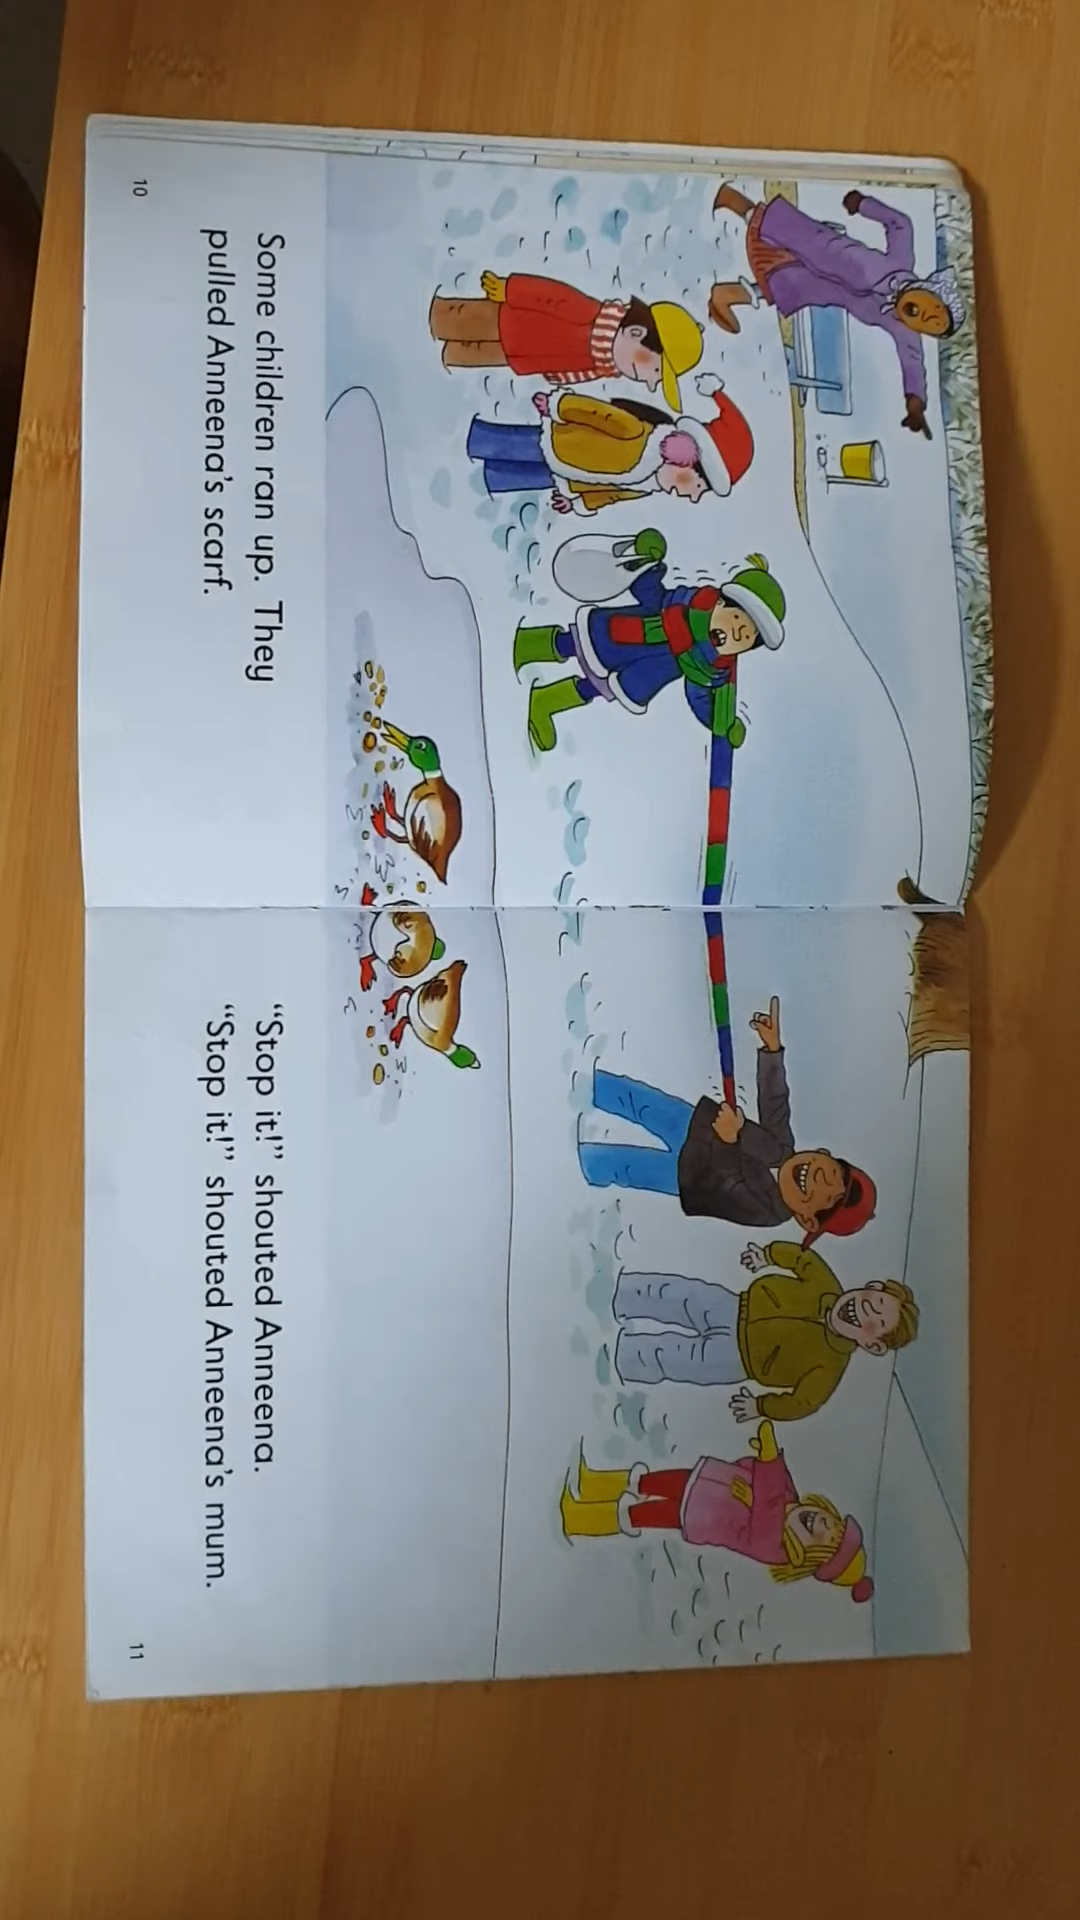 Some children ran up. They
pulled Anneena's scarf.
10
“Stop it!” shouted Anneena.
“Stop it!” shouted Anneena's mum.
11